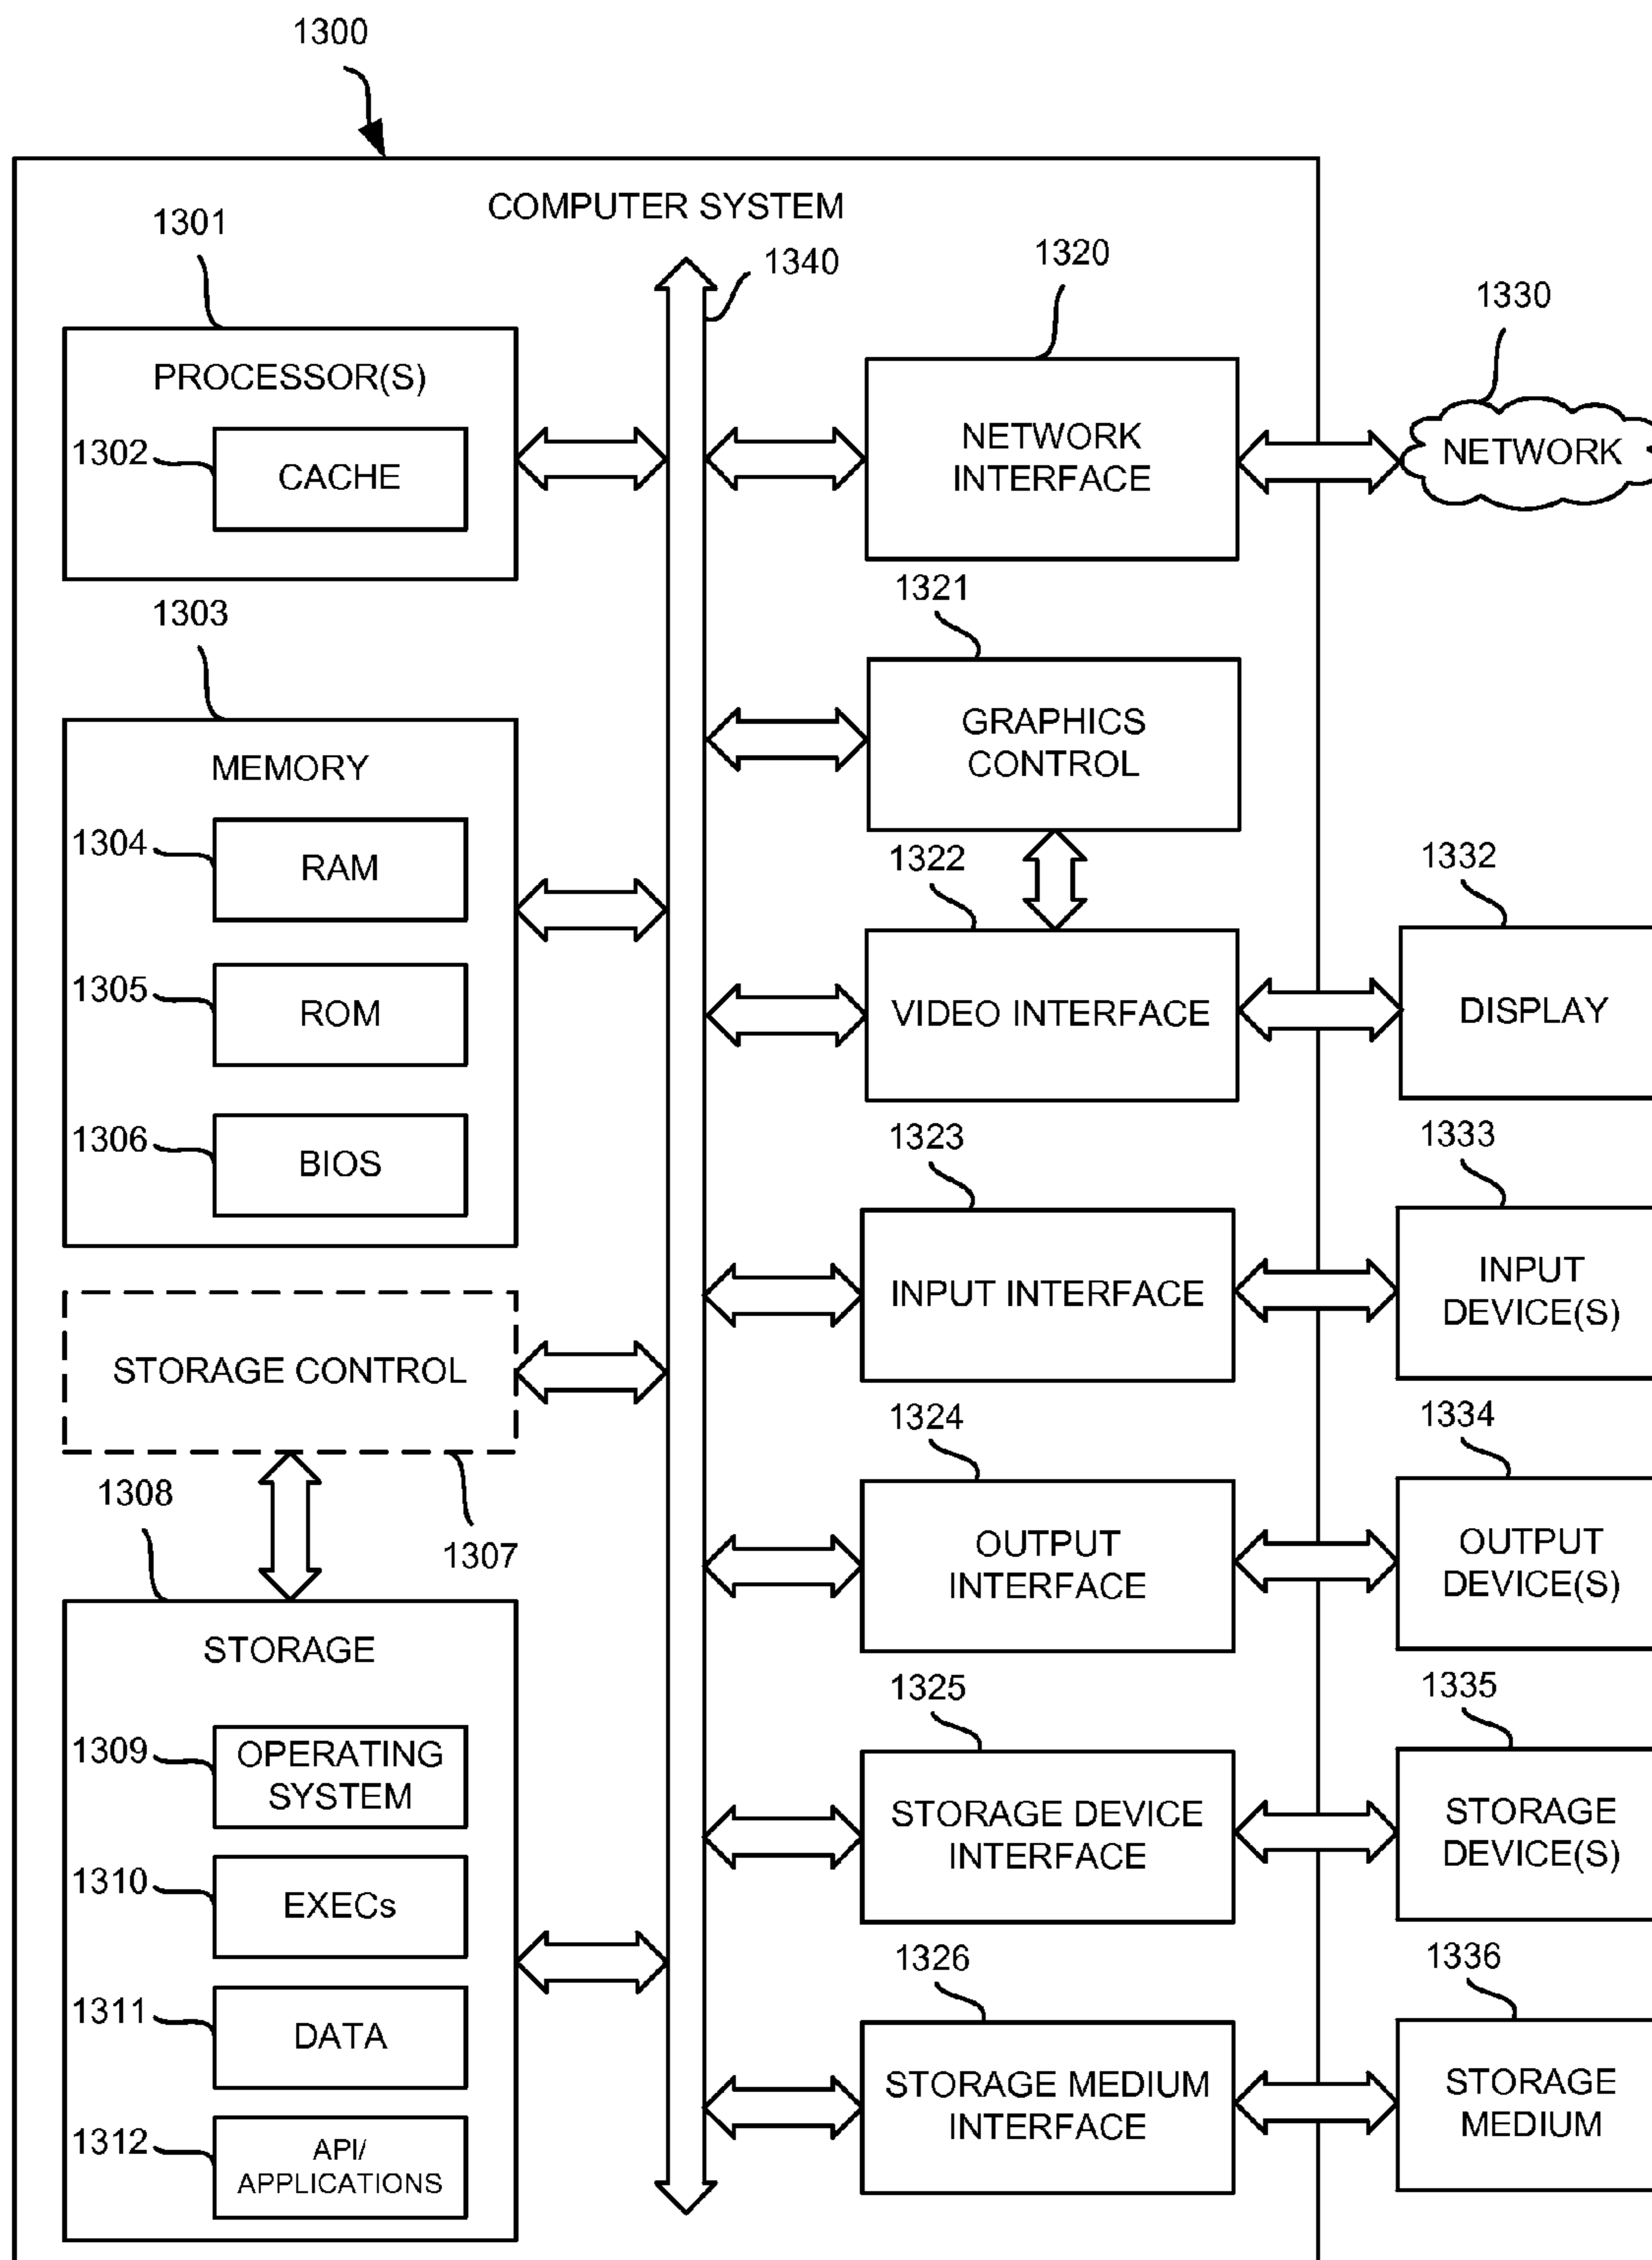 1300
COMPUTER SYSTEM
1301
1340
1320
1330
PROCESSOR(S)
1302
CACHE
NETWORK
INTERFACE
NETWORK
1303
1321
MEMORY
GRAPHICS
CONTROL
1304
RAM
1322
1332
1305
ROM
VIDEO INTERFACE
DISPLAY
1306
BIOS
1323
1333
INPUT INTERFACE
INPUT
DEVICE(S)
STORAGE CONTROL
1307
1324
1334
1308
OUTPUT
INTERFACE
OUTPUT
DEVICE(S)
STORAGE
1325
1335
1309
OPERATING
SYSTEM
STORAGE DEVICE
INTERFACE
STORAGE
DEVICE(S)
1310
EXECs
1326
1336
1311
DATA
STORAGE MEDIUM
INTERFACE
STORAGE
MEDIUM
1312
API/
APPLICATIONS